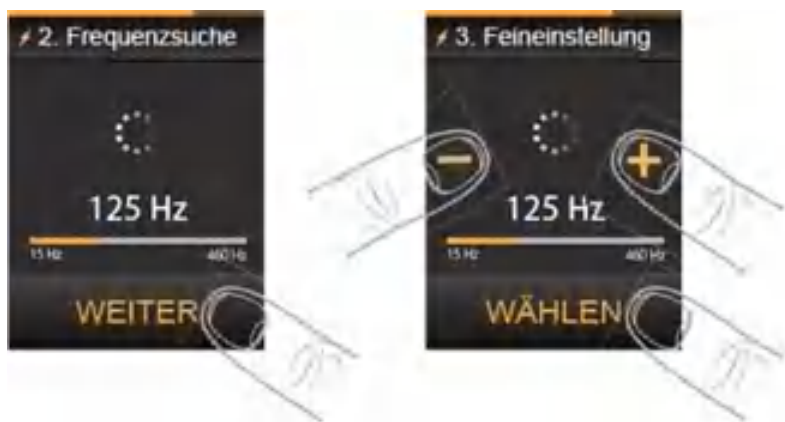 2. Frequenzsuche
125 Hz
15 Hz
460 Hz
WEITER
3. Feineinstellung
−
+
125 Hz
15 Hz
460 Hz
WÄHLEN